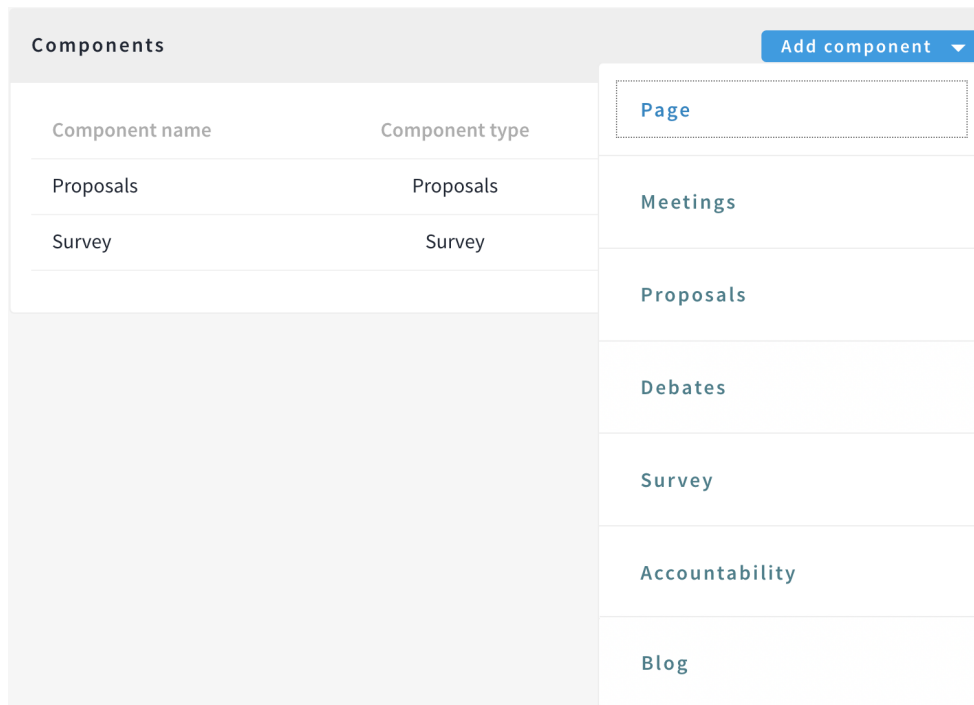 Components
Add component
Component name Component type
Proposals Proposals
Survey Survey
Page
Meetings
Proposals
Debates
Survey
Accountability
Blog